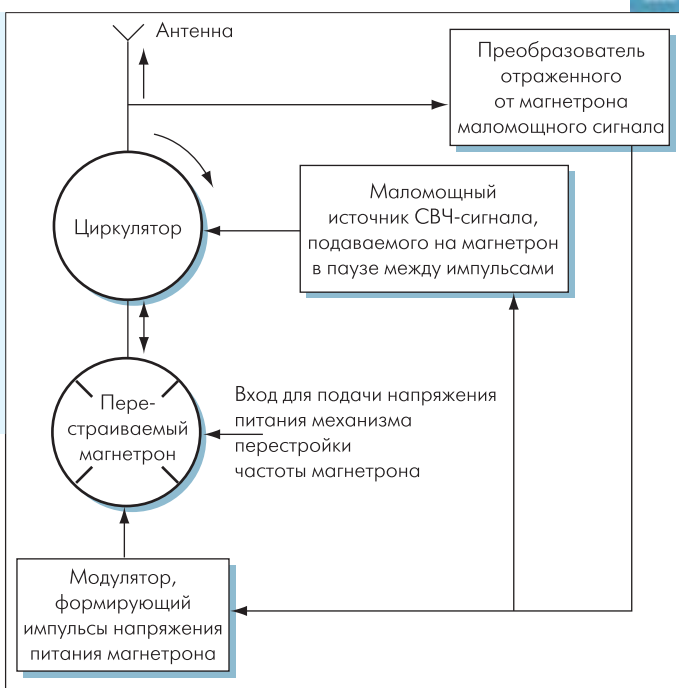 Антенна
Преобразователь
отраженного
от магнетрона
маломощного сигнала
Маломощный
источник СВЧ-сигнала,
подаваемого на магнетрон
в паузе между импульсами
Циркулятор
Пере-
страиваемый
магнетрон
Вход для подачи напряжения
питания механизма
перестройки
частоты магнетрона
Модулятор,
формирующий
импульсы напряжения
питания магнетрона